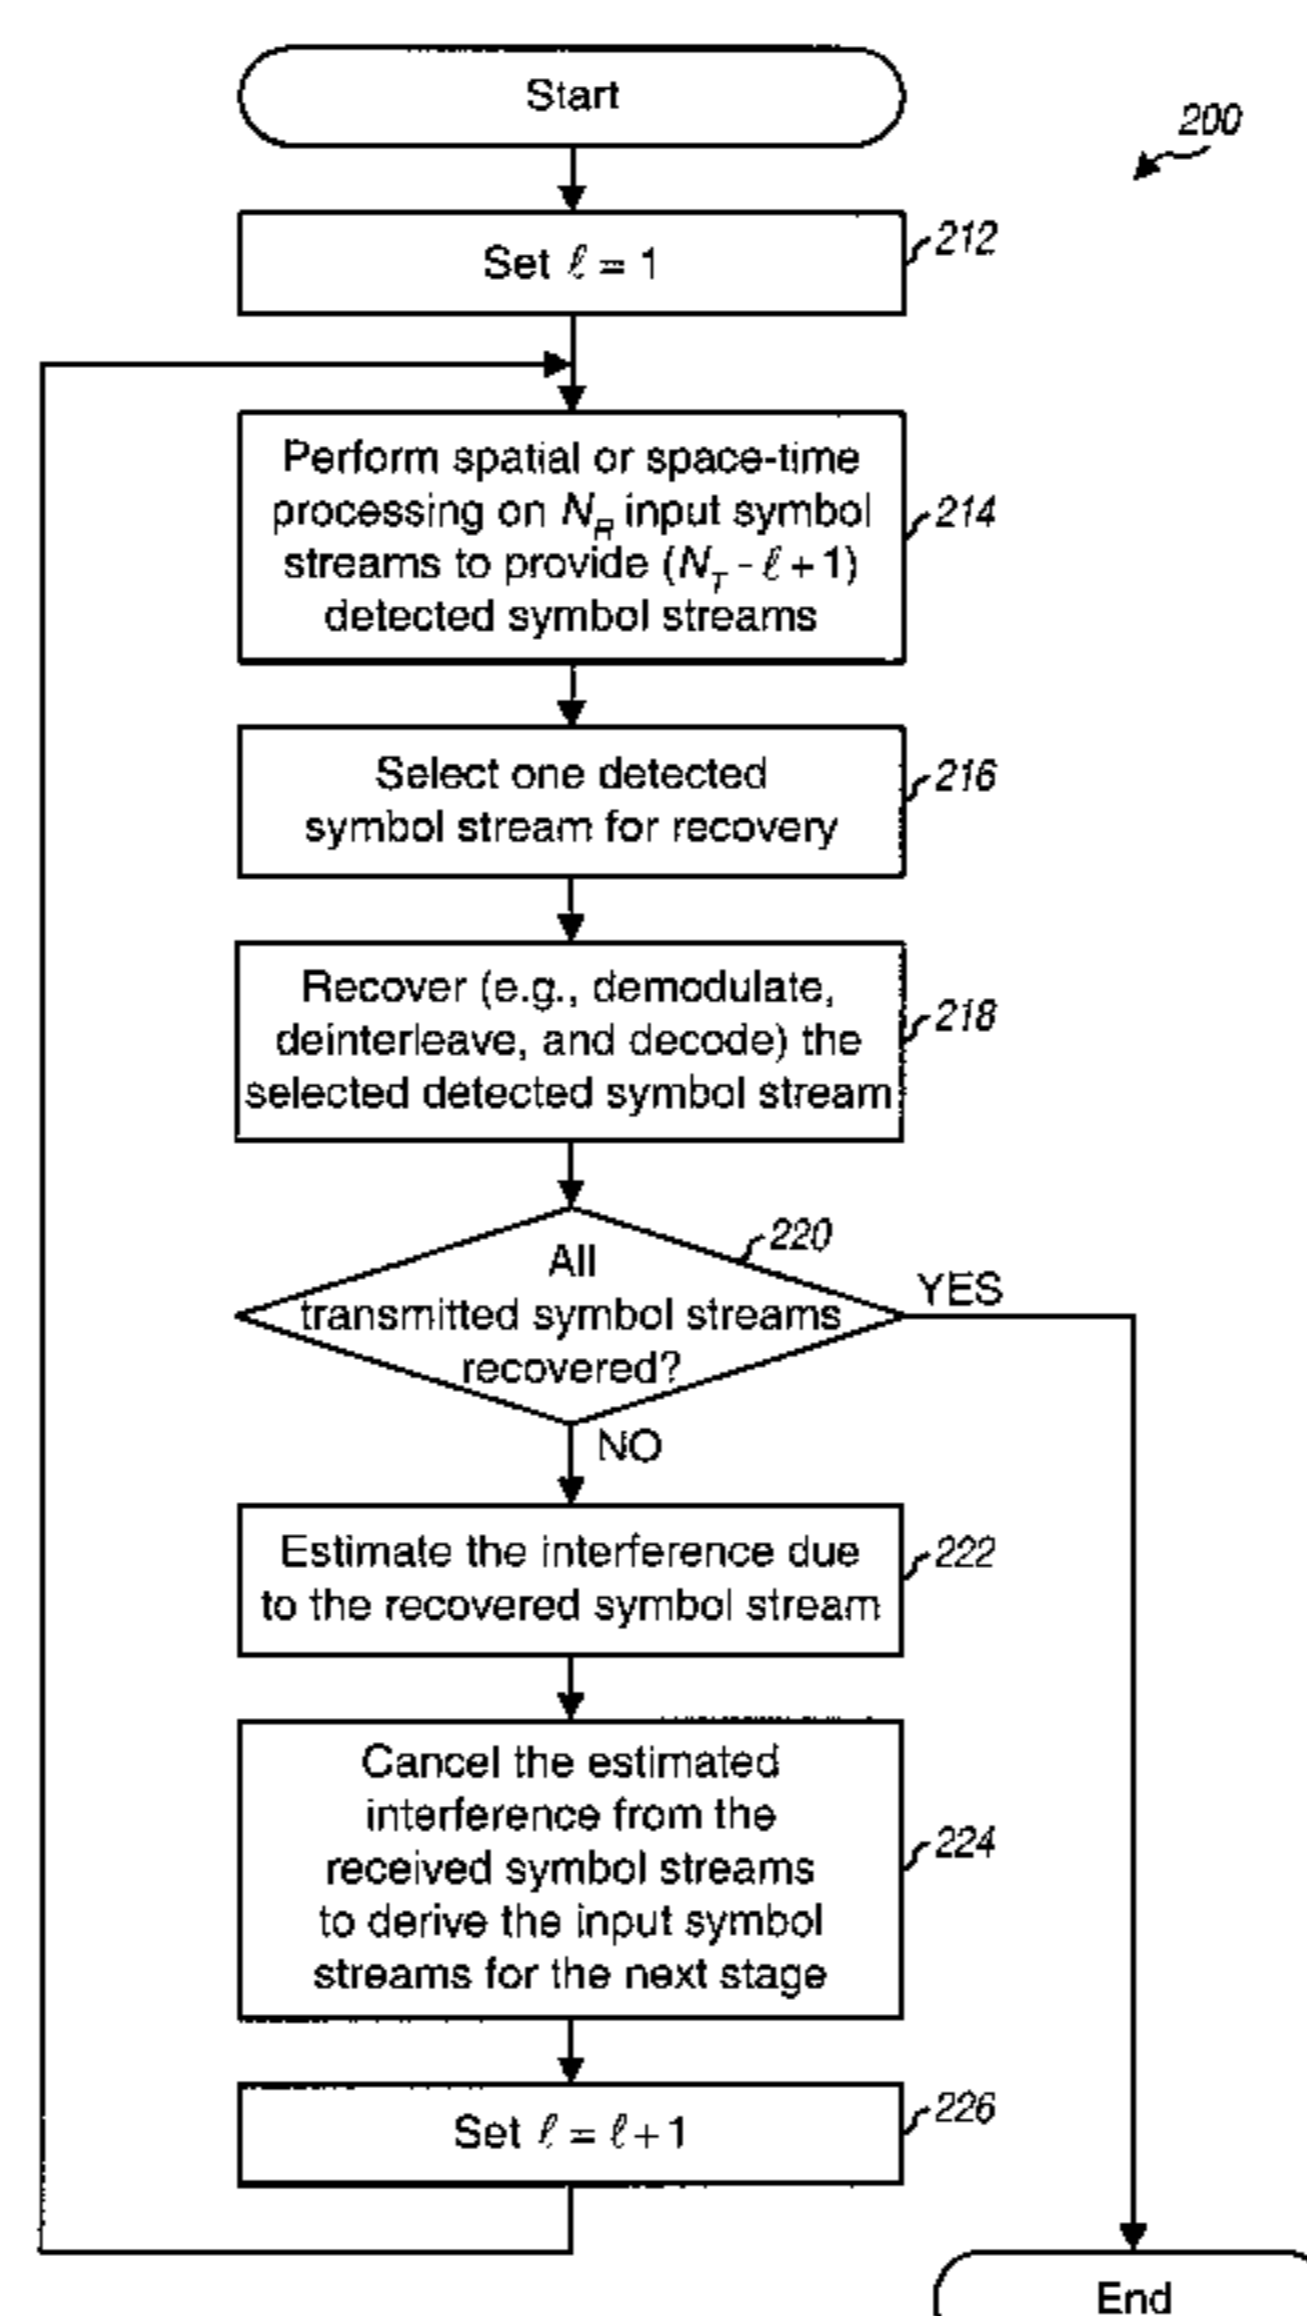 Start
200
Set ℓ = 1
212
Perform spatial or space-time
processing on N_R input symbol
streams to provide (N_T - ℓ + 1)
detected symbol streams
214
Select one detected
symbol stream for recovery
216
Recover (e.g., demodulate,
deinterleave, and decode) the
selected detected symbol stream
218
All
transmitted symbol streams
recovered?
220
YES
NO
Estimate the interference due
to the recovered symbol stream
222
Cancel the estimated
interference from the
received symbol streams
to derive the input symbol
streams for the next stage
224
Set ℓ = ℓ + 1
226
End